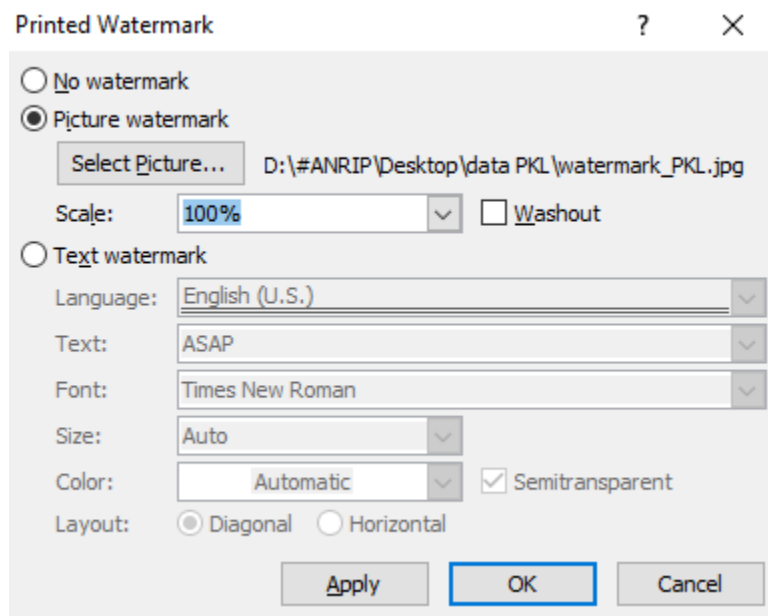 Printed Watermark ? ×
No watermark
Picture watermark
Select Picture... D:\#ANRIP\Desktop\data PKL\watermark_PKL.jpg
Scale: 100% Washout
Text watermark
Language: English (U.S.)
Text: ASAP
Font: Times New Roman
Size: Auto
Color: Automatic Semitransparent
Layout: Diagonal Horizontal
Apply OK Cancel